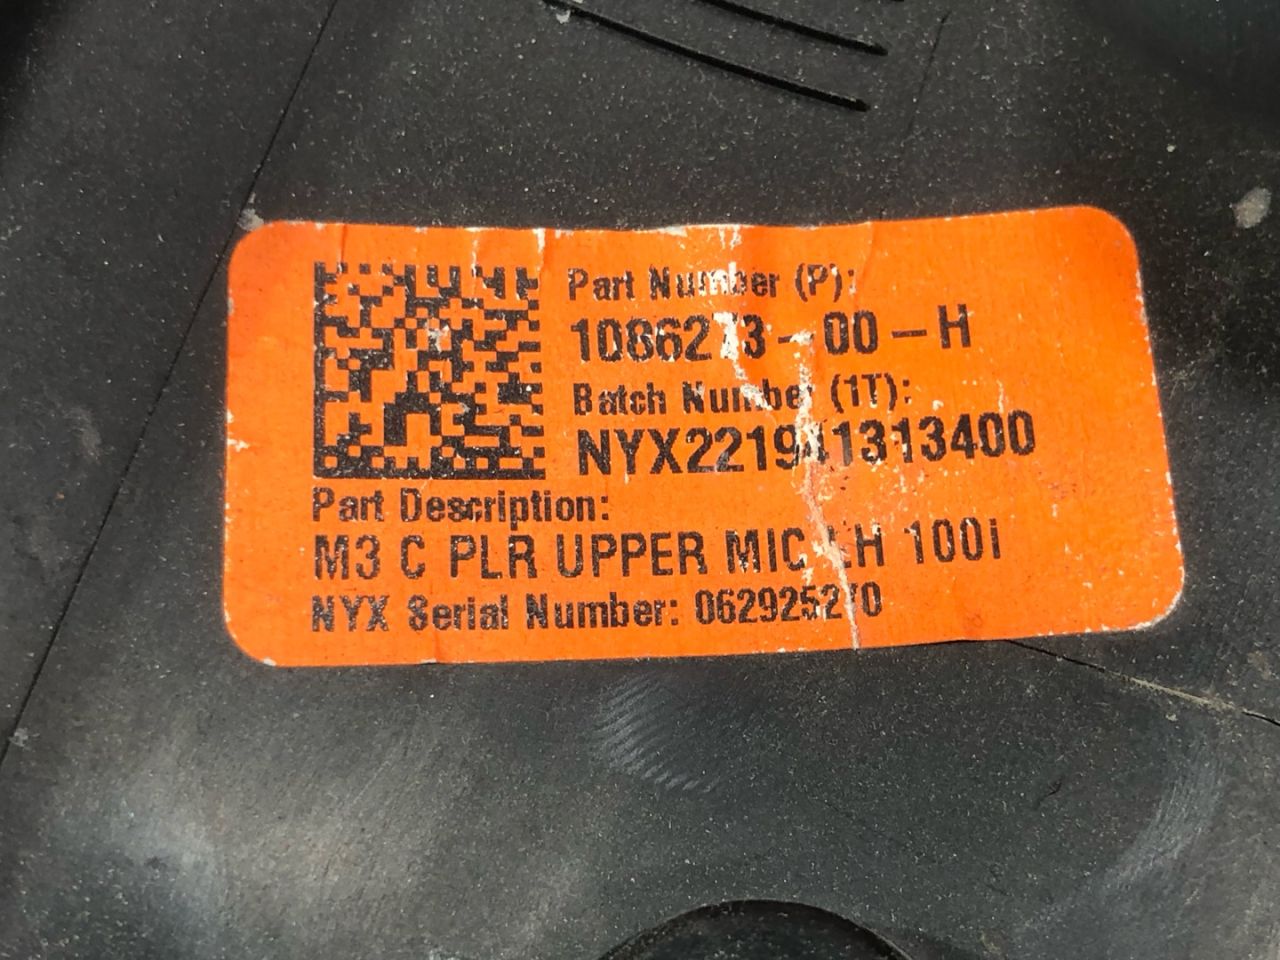 Part Number (P):
1086273-00-H
Batch Number (1T):
NYX221941313400
Part Description:
M3 C PLR UPPER MIC LH 100i
NYX Serial Number: 062925270